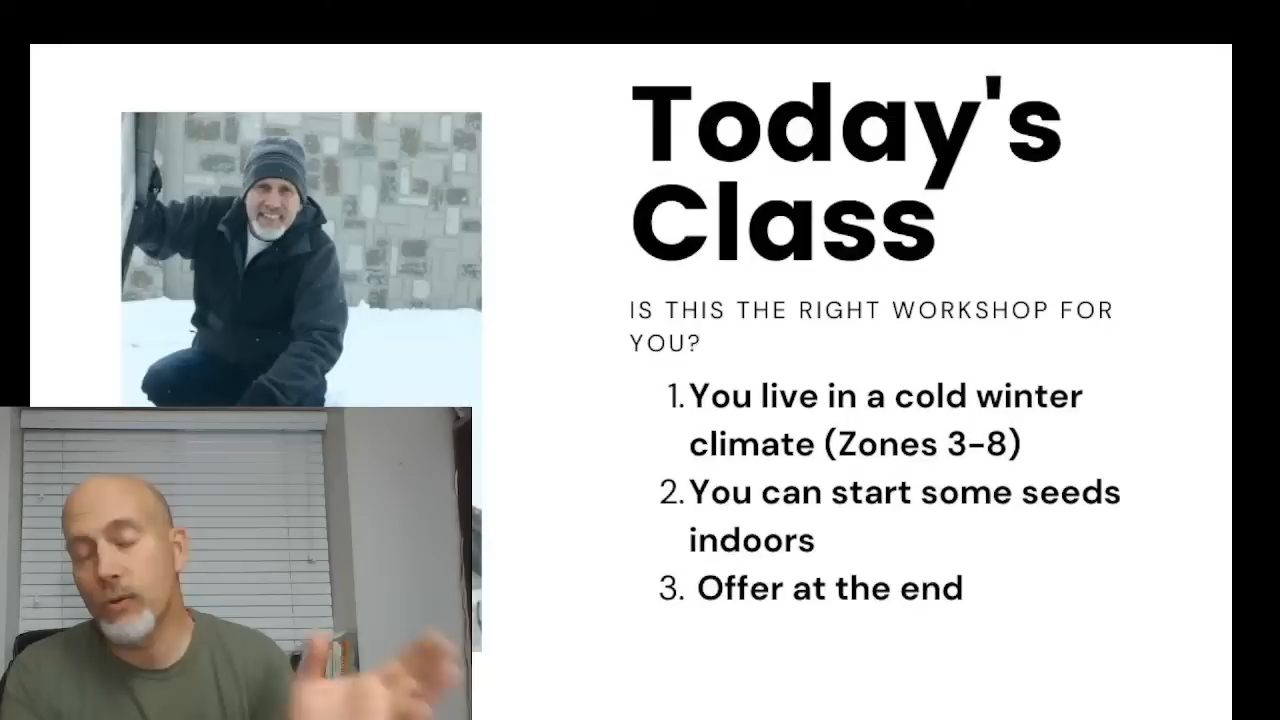 Today's
Class
IS THIS THE RIGHT WORKSHOP FOR
YOU?
1. You live in a cold winter
climate (Zones 3-8)
2. You can start some seeds
indoors
3. Offer at the end